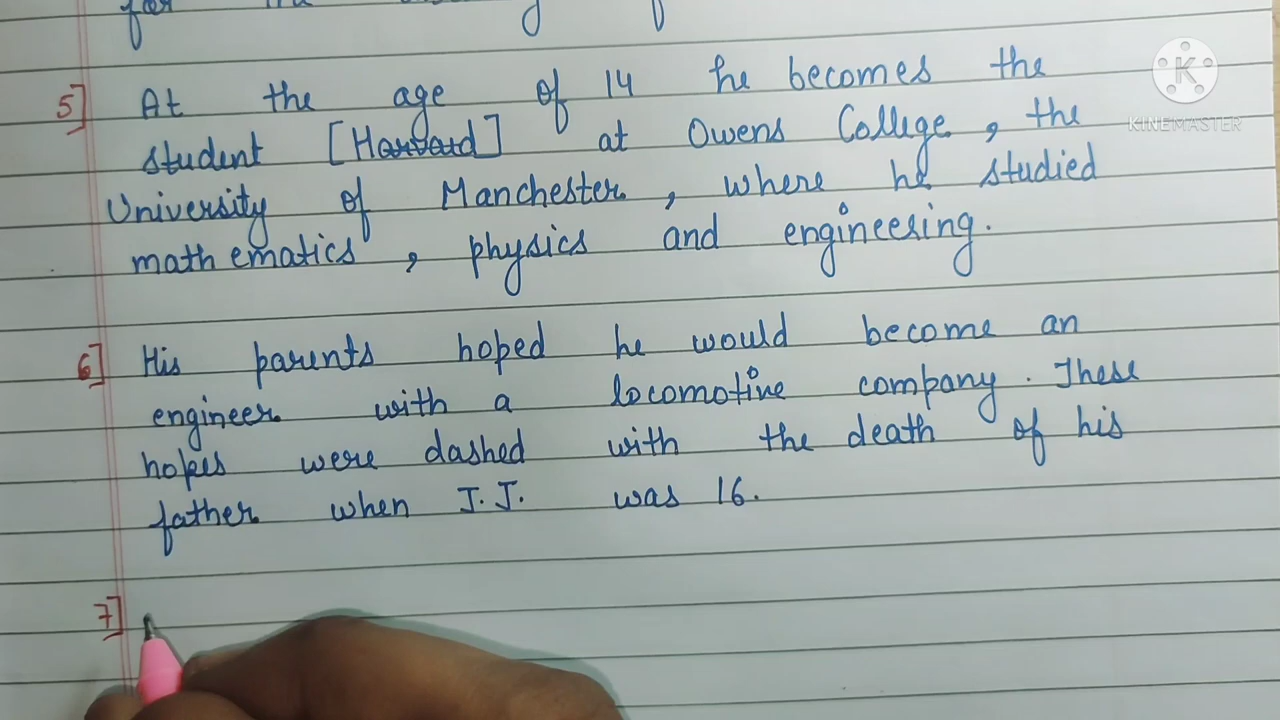 for the
5] At the age of 14 he becomes the
student [Harvard] at Owens College, the
University of Manchester, where he studied
mathematics, physics and engineering.
6] His parents hoped he would become an
engineer with a locomotive company. These
hopes were dashed with the death of his
father when J.J. was 16.
7]
K
KINEMASTER